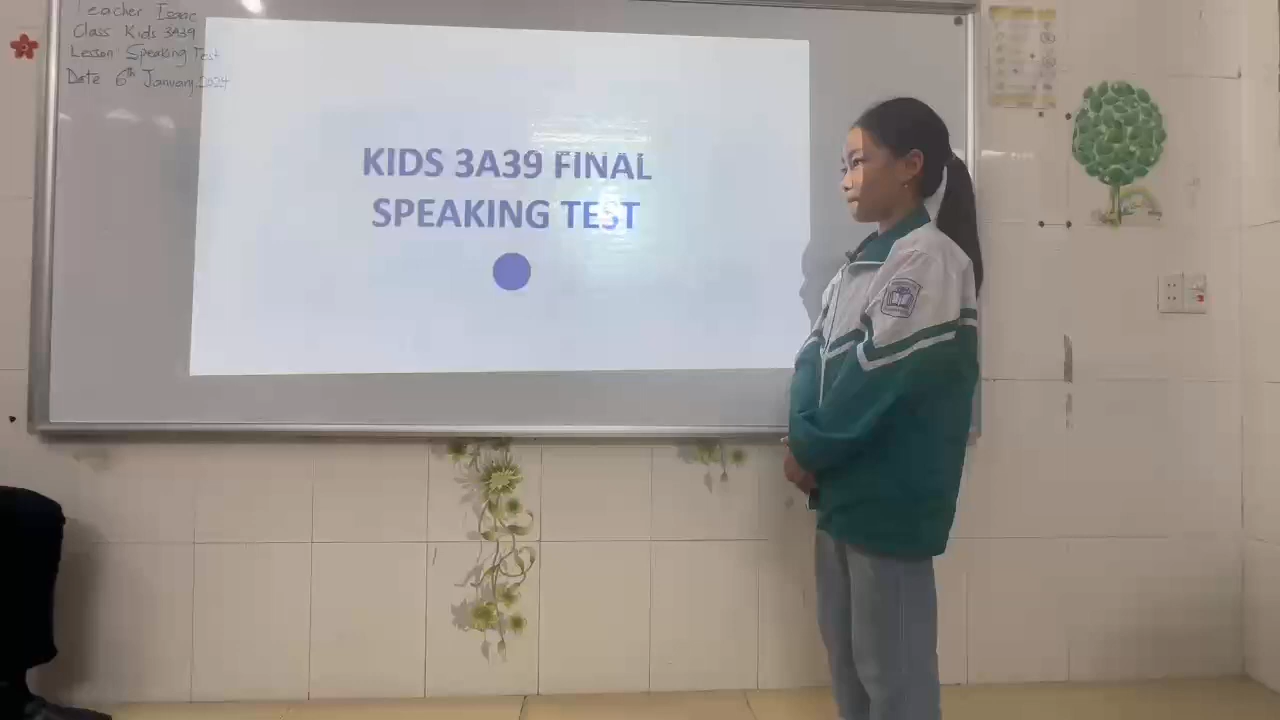 Teacher Isaac
Class Kids 3A39
Lesson Speaking Test
Date 6th January 2024
KIDS 3A39 FINAL
SPEAKING TEST